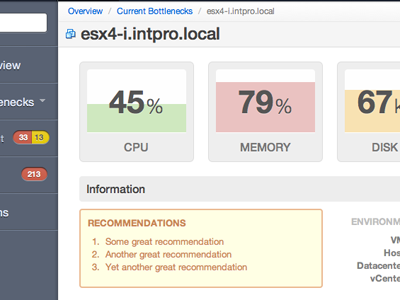 Overview / Current Bottlenecks / esx4-i.intpro.local
esx4-i.intpro.local
view
enecks
t 33 13
213
ns
45%
CPU
79%
MEMORY
67k
DISK
Information
RECOMMENDATIONS
1. Some great recommendation
2. Another great recommendation
3. Yet another great recommendation
ENVIRONM
VM
Hos
Datacente
vCente